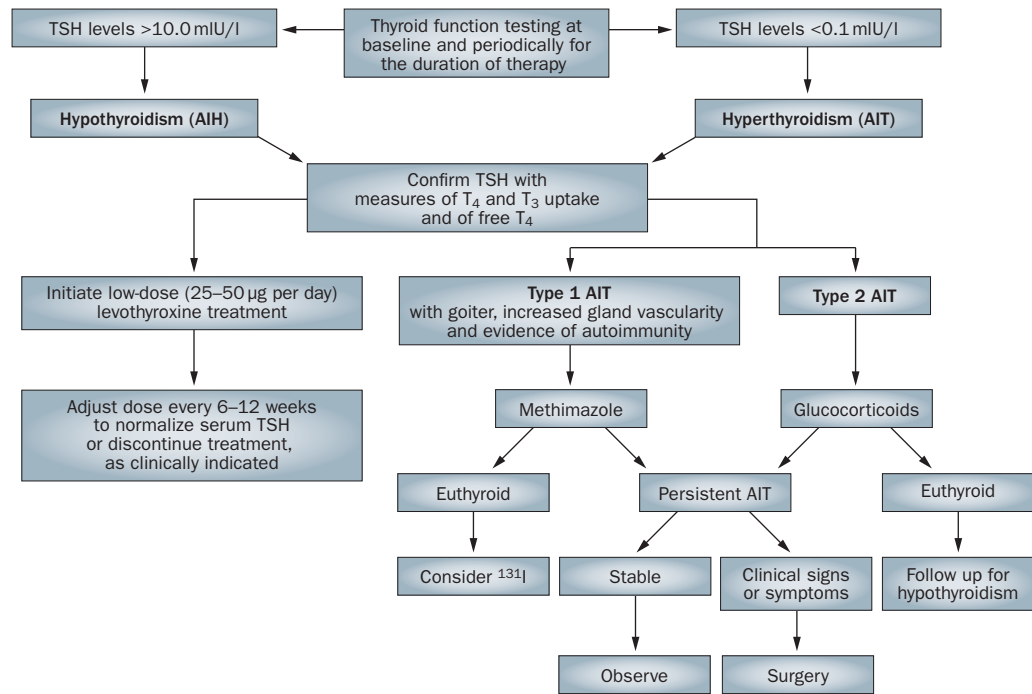 TSH levels >10.0 mIU/l
Thyroid function testing at
baseline and periodically for
the duration of therapy
TSH levels <0.1 mIU/l
Hypothyroidism (AIH)
Hyperthyroidism (AIT)
Confirm TSH with
measures of T₄ and T₃ uptake
and of free T₄
Initiate low-dose (25–50 µg per day)
levothyroxine treatment
Type 1 AIT
with goiter, increased gland vascularity
and evidence of autoimmunity
Type 2 AIT
Adjust dose every 6–12 weeks
to normalize serum TSH
or discontinue treatment,
as clinically indicated
Methimazole
Glucocorticoids
Euthyroid
Persistent AIT
Euthyroid
Consider ¹³¹I
Stable
Clinical signs
or symptoms
Follow up for
hypothyroidism
Observe
Surgery